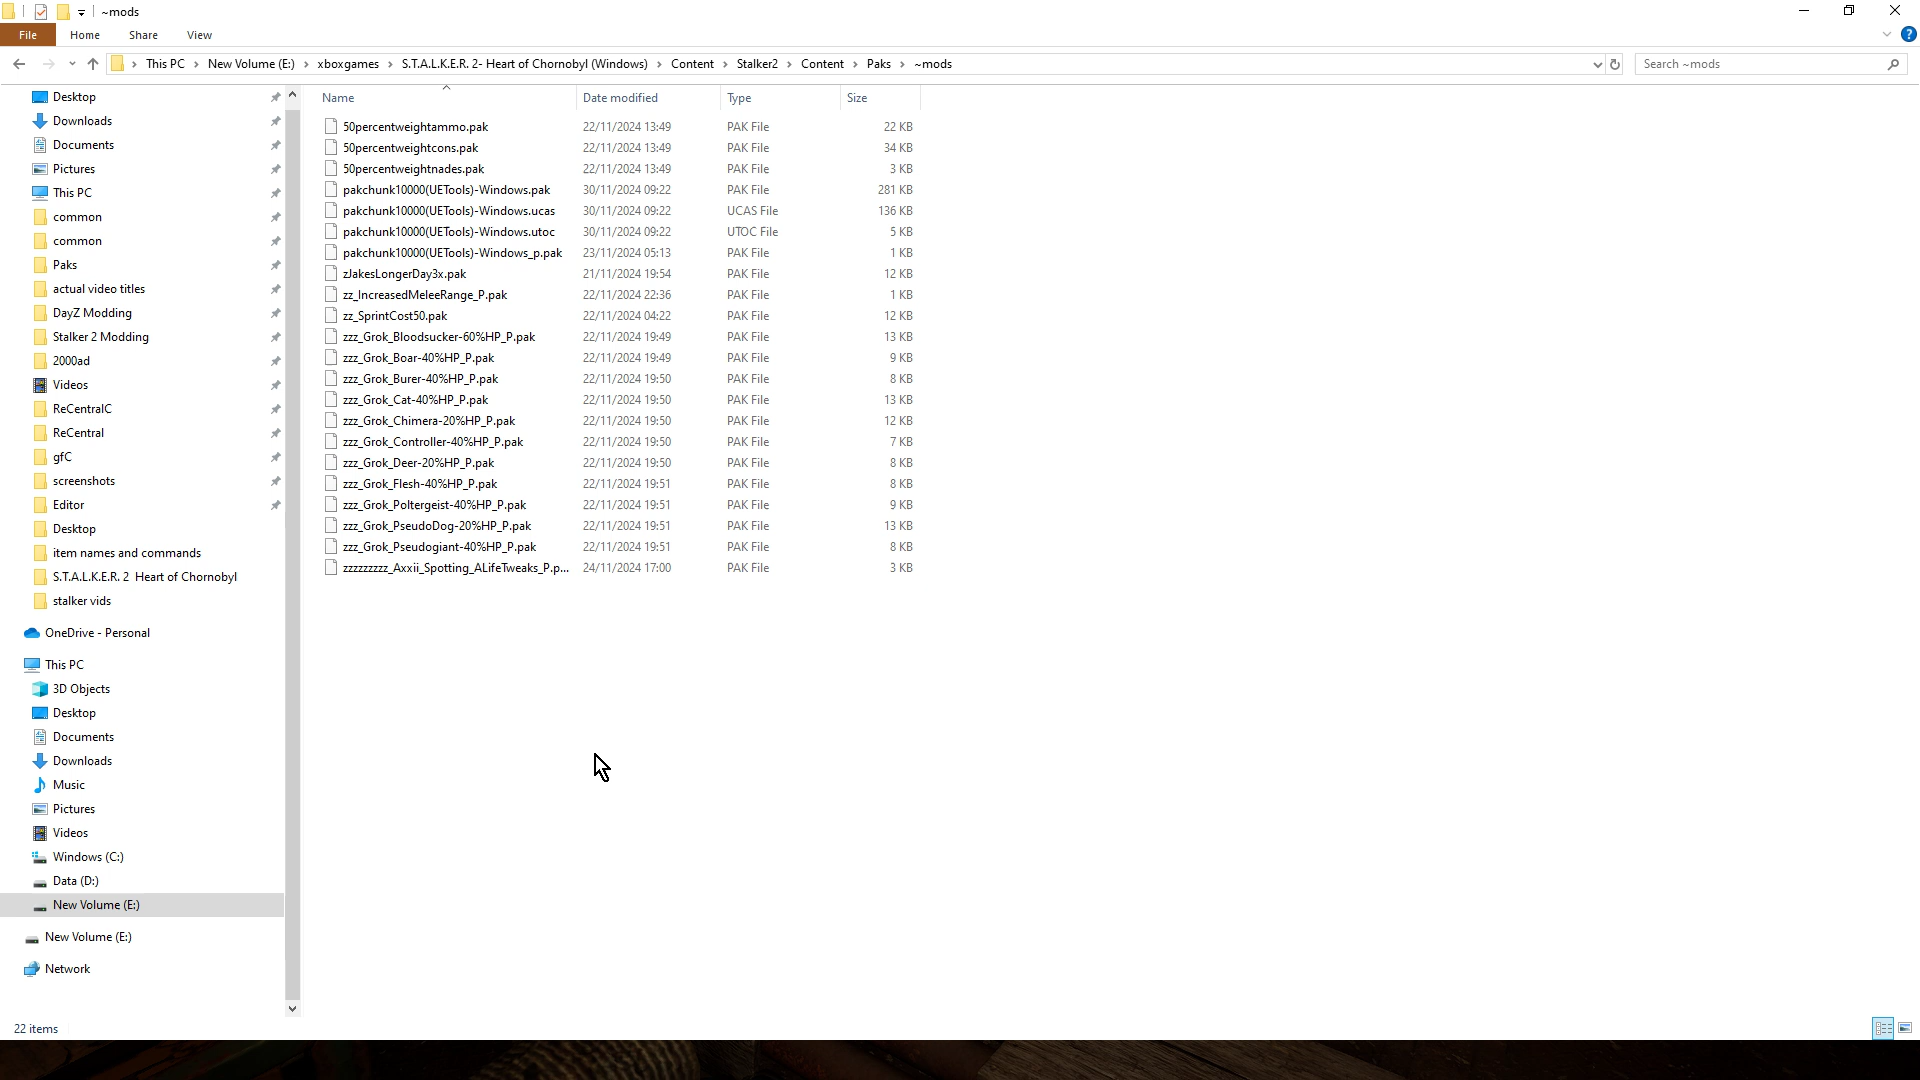 ~mods
File Home Share View
This PC New Volume (E:) xboxgames S.T.A.L.K.E.R. 2- Heart of Chornobyl (Windows) Content Stalker2 Content Paks ~mods
Search ~mods
Desktop
Downloads
Documents
Pictures
This PC
common
common
Paks
actual video titles
DayZ Modding
Stalker 2 Modding
2000ad
Videos
ReCentralC
ReCentral
gfC
screenshots
Editor
Desktop
item names and commands
S.T.A.L.K.E.R. 2 Heart of Chornobyl
stalker vids
OneDrive - Personal
This PC
3D Objects
Desktop
Documents
Downloads
Music
Pictures
Videos
Windows (C:)
Data (D:)
New Volume (E:)
New Volume (E:)
Network
Name Date modified Type Size
50percentweightammo.pak 22/11/2024 13:49 PAK File 22 KB
50percentweightcons.pak 22/11/2024 13:49 PAK File 34 KB
50percentweightnades.pak 22/11/2024 13:49 PAK File 3 KB
pakchunk10000(UETools)-Windows.pak 30/11/2024 09:22 PAK File 281 KB
pakchunk10000(UETools)-Windows.ucas 30/11/2024 09:22 UCAS File 136 KB
pakchunk10000(UETools)-Windows.utoc 30/11/2024 09:22 UTOC File 5 KB
pakchunk10000(UETools)-Windows_p.pak 23/11/2024 05:13 PAK File 1 KB
zJakesLongerDay3x.pak 21/11/2024 19:54 PAK File 12 KB
zz_IncreasedMeleeRange_P.pak 22/11/2024 22:36 PAK File 1 KB
zz_SprintCost50.pak 22/11/2024 04:22 PAK File 12 KB
zzz_Grok_Bloodsucker-60%HP_P.pak 22/11/2024 19:49 PAK File 13 KB
zzz_Grok_Boar-40%HP_P.pak 22/11/2024 19:49 PAK File 9 KB
zzz_Grok_Burer-40%HP_P.pak 22/11/2024 19:50 PAK File 8 KB
zzz_Grok_Cat-40%HP_P.pak 22/11/2024 19:50 PAK File 13 KB
zzz_Grok_Chimera-20%HP_P.pak 22/11/2024 19:50 PAK File 12 KB
zzz_Grok_Controller-40%HP_P.pak 22/11/2024 19:50 PAK File 7 KB
zzz_Grok_Deer-20%HP_P.pak 22/11/2024 19:50 PAK File 8 KB
zzz_Grok_Flesh-40%HP_P.pak 22/11/2024 19:51 PAK File 8 KB
zzz_Grok_Poltergeist-40%HP_P.pak 22/11/2024 19:51 PAK File 9 KB
zzz_Grok_PseudoDog-20%HP_P.pak 22/11/2024 19:51 PAK File 13 KB
zzz_Grok_Pseudogiant-40%HP_P.pak 22/11/2024 19:51 PAK File 8 KB
zzzzzzzzz_Axxii_Spotting_ALifeTweaks_P.p... 24/11/2024 17:00 PAK File 3 KB
22 items